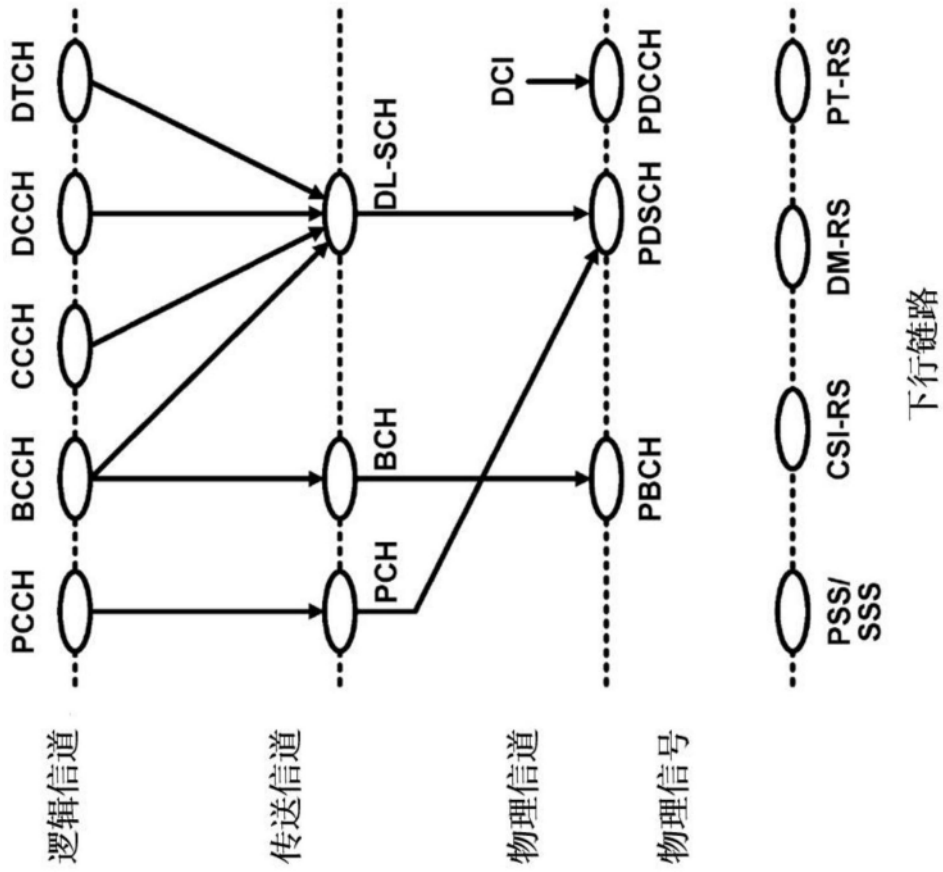 逻辑信道
PCCH
BCCH
CCCH
DCCH
DTCH
传送信道
PCH
BCH
DL-SCH
DCI
物理信道
PBCH
PDSCH
PDCCH
物理信号
PSS/
SSS
CSI-RS
DM-RS
PT-RS
下行链路